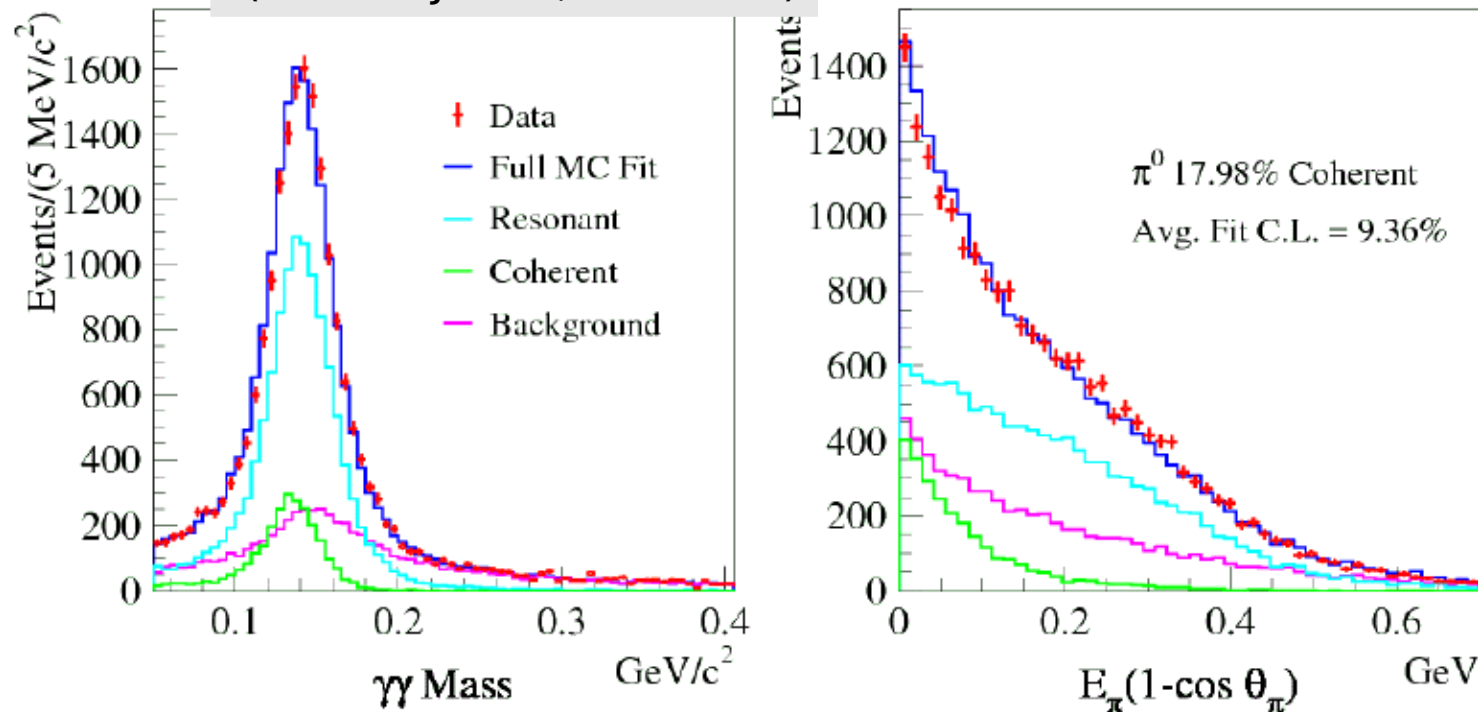 Events/(5 MeV/c²)
1600
1400
1200
1000
800
600
400
200
0
0.1
0.2
0.3
0.4
GeV/c²
γγ Mass
Data
Full MC Fit
Resonant
Coherent
Background
Events
1400
1200
1000
800
600
400
200
0
0
0.2
0.4
0.6
GeV
E_π(1-cos θ_π)
π⁰ 17.98% Coherent
Avg. Fit C.L. = 9.36%